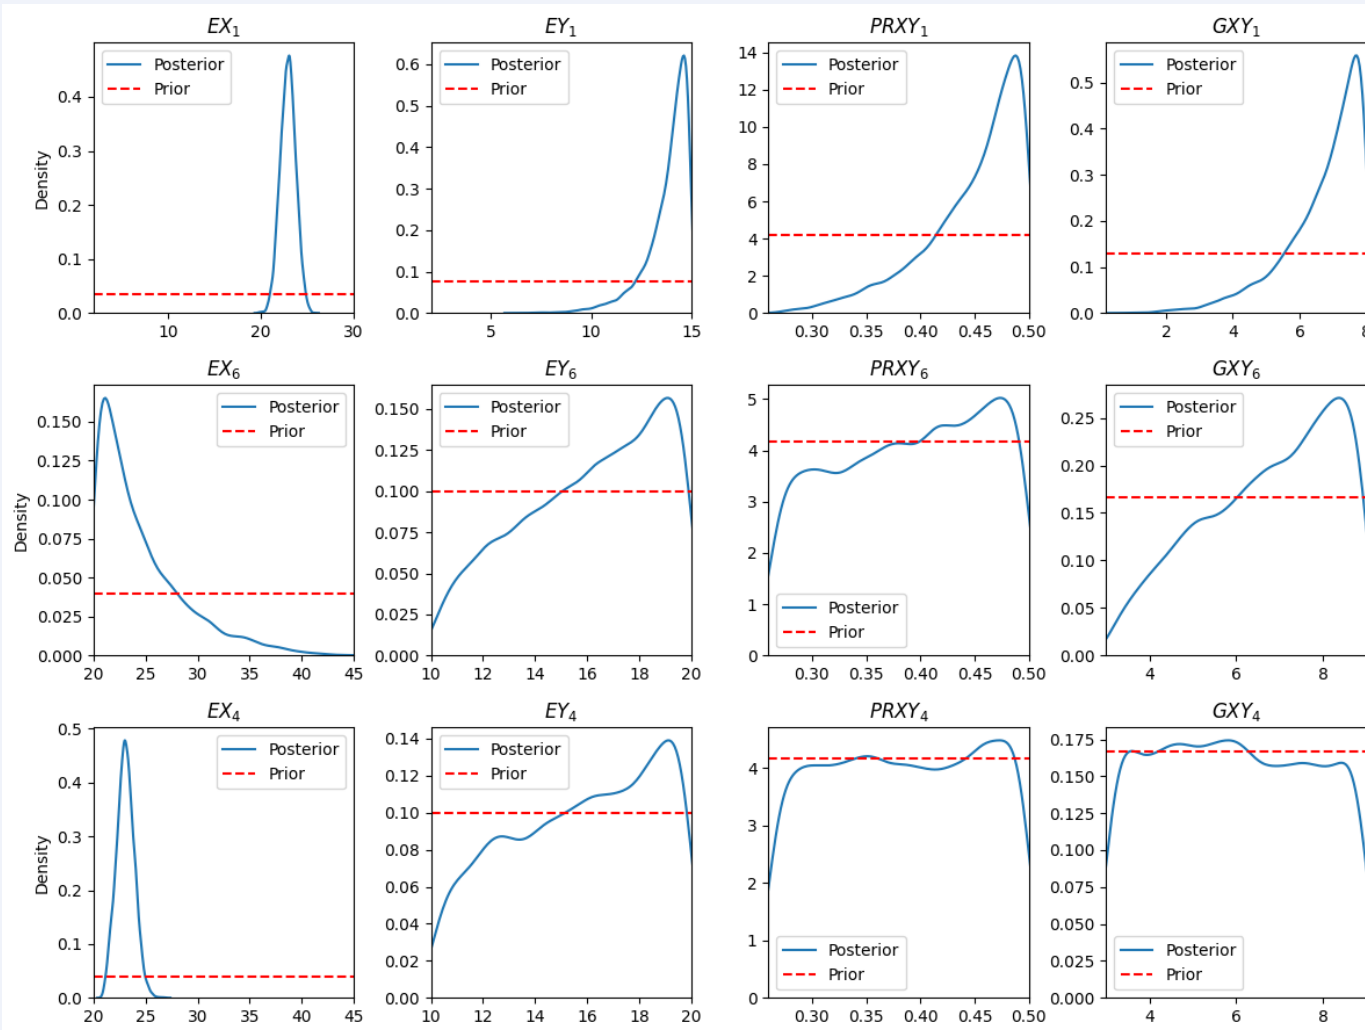 EX₁ EY₁ PRXY₁ GXY₁
Posterior Posterior Posterior Posterior
Prior Prior Prior Prior
Density
0.4 0.3 0.2 0.1 0.0
0.6 0.5 0.4 0.3 0.2 0.1 0.0
14 12 10 8 6 4 2 0
0.5 0.4 0.3 0.2 0.1 0.0
10 20 30 5 10 15 0.30 0.35 0.40 0.45 0.50 2 4 6
EX₆ EY₆ PRXY₆ GXY₆
Posterior Posterior Posterior
Prior Prior Prior
Density
0.150 0.125 0.100 0.075 0.050 0.025 0.000
0.150 0.125 0.100 0.075 0.050 0.025 0.000
5 4 3 2 1 0
0.25 0.20 0.15 0.10 0.05 0.00
Posterior
Prior
20 25 30 35 40 45 10 12 14 16 18 20 0.30 0.35 0.40 0.45 0.50 4 6 8
EX₄ EY₄ PRXY₄ GXY₄
Posterior Posterior
Prior Prior
Density
0.5 0.4 0.3 0.2 0.1 0.0
0.14 0.12 0.10 0.08 0.06 0.04 0.02 0.00
4 3 2 1 0
0.175 0.150 0.125 0.100 0.075 0.050 0.025 0.000
Posterior Posterior
Prior Prior
20 25 30 35 40 45 10 12 14 16 18 20 0.30 0.35 0.40 0.45 0.50 4 6 8